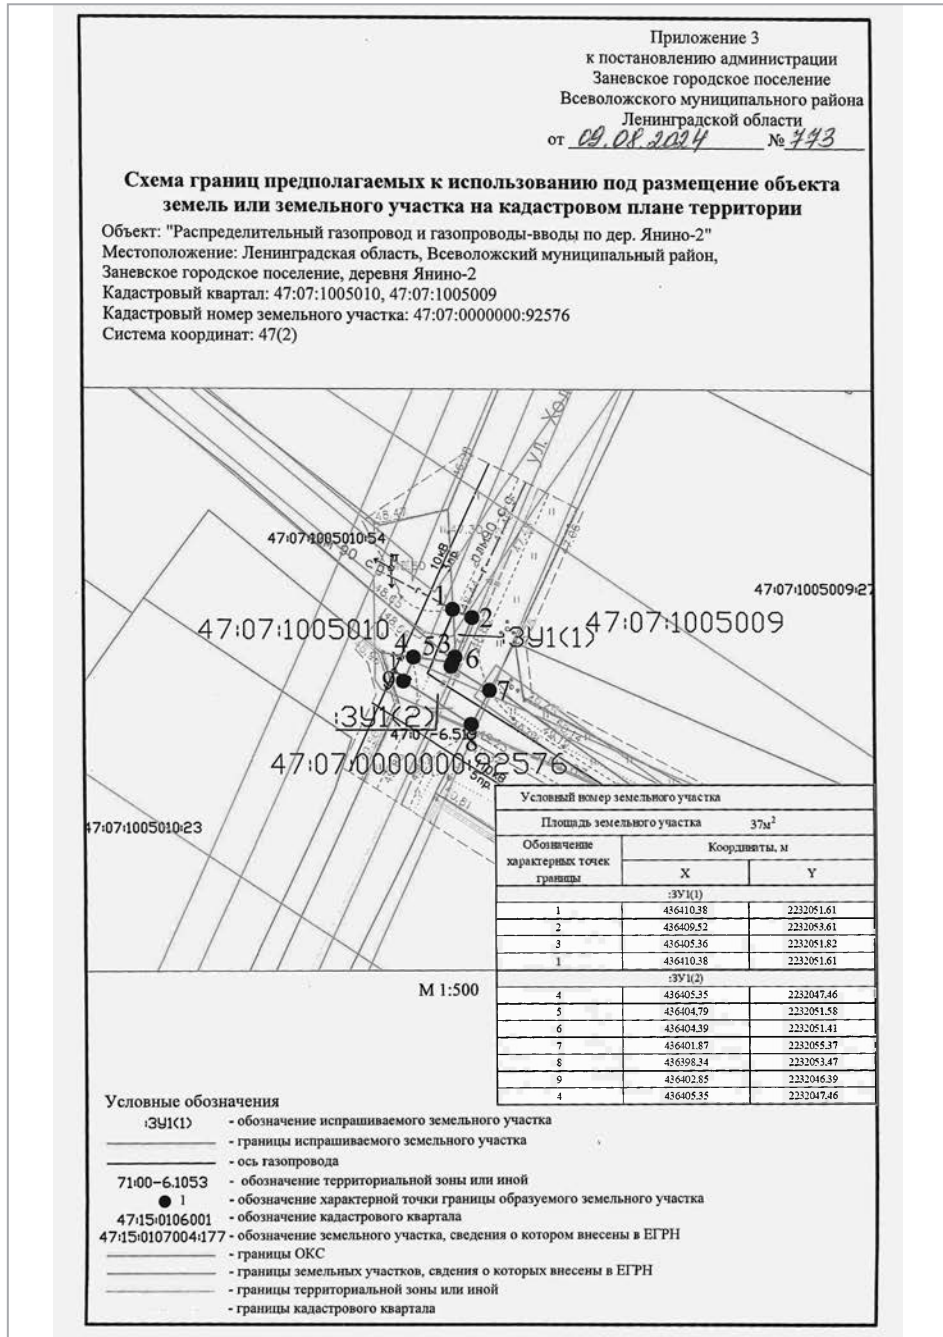 Приложение 3
к постановлению администрации
Заневское городское поселение
Всеволожского муниципального района
Ленинградской области
от 09.08.2024 № 773
Схема границ предполагаемых к использованию под размещение объекта
земель или земельного участка на кадастровом плане территории
Объект: "Распределительный газопровод и газопроводы-вводы по дер. Янино-2"
Местоположение: Ленинградская область, Всеволожский муниципальный район,
Заневское городское поселение, деревня Янино-2
Кадастровый квартал: 47:07:1005010, 47:07:1005009
Кадастровый номер земельного участка: 47:07:0000000:92576
Система координат: 47(2)
ул. Хол
47:07:1005010:54
10кВ
47:07:1005009:27
1
2
47:07:1005010
:ЗУ1(1)
47:07:1005009
4
5
3
6
9
7
:ЗУ1(2)
8
47:07:0000000:92576
47:07:1005010:23
Условный номер земельного участка
Площадь земельного участка 37м²
Обозначение характерных точек границы
Координаты, м
X Y
:ЗУ1(1)
1 436410.38 2232051.61
2 436409.52 2232053.61
3 436405.36 2232051.82
1 436410.38 2232051.61
:ЗУ1(2)
4 436405.35 2232047.46
5 436404.79 2232051.58
6 436404.39 2232051.41
7 436401.87 2232055.37
8 436398.34 2232053.47
9 436402.85 2232046.39
4 436405.35 2232047.46
М 1:500
Условные обозначения
:ЗУ1(1) - обозначение испрашиваемого земельного участка
- границы испрашиваемого земельного участка
- ось газопровода
71:00-6.1053 - обозначение территориальной зоны или иной
1 - обозначение характерной точки границы образуемого земельного участка
47:15:0106001 - обозначение кадастрового квартала
47:15:0107004:177 - обозначение земельного участка, сведения о котором внесены в ЕГРН
- границы ОКС
- границы земельных участков, сведения о которых внесены в ЕГРН
- границы территориальной зоны или иной
- границы кадастрового квартала